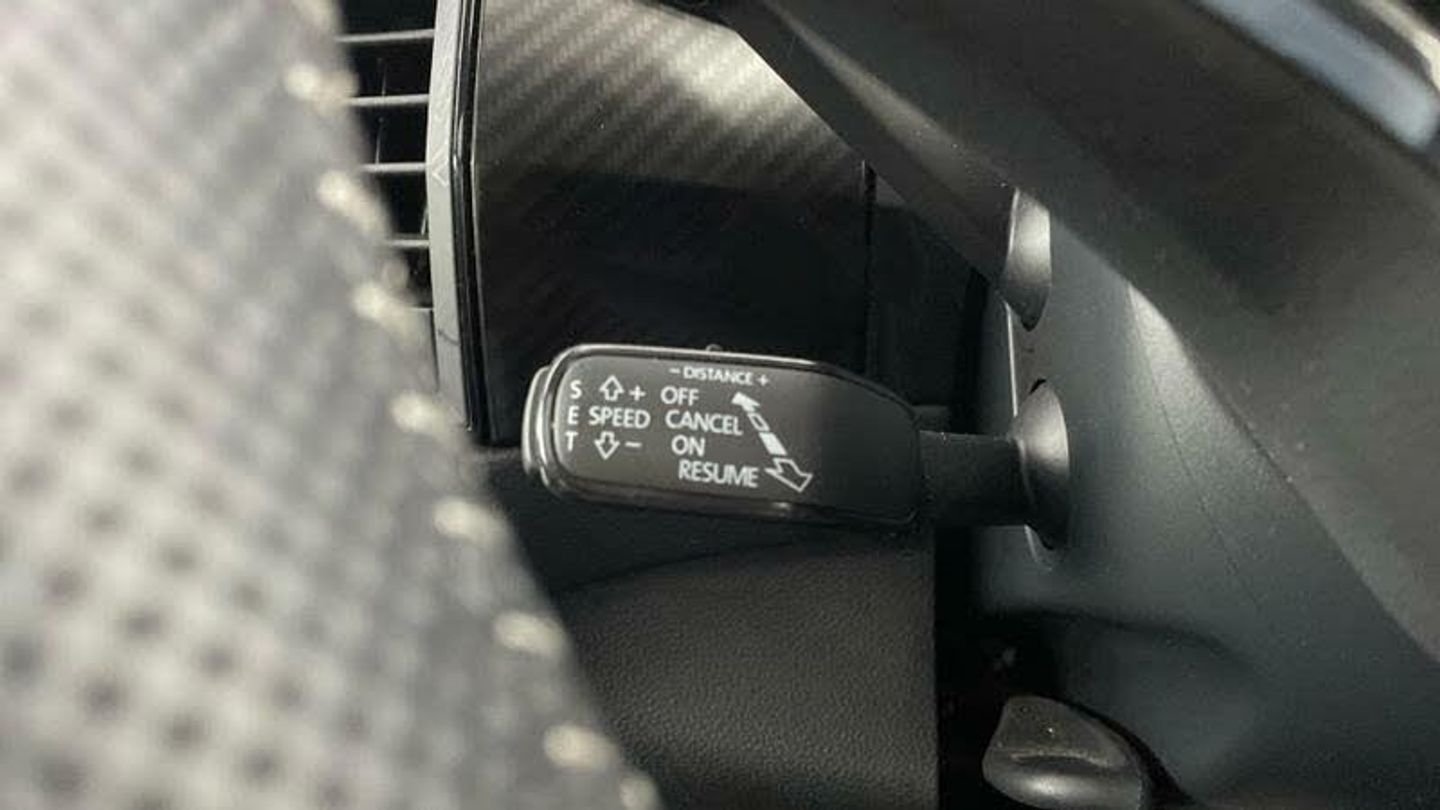 - DISTANCE +
S + OFF
E SPEED CANCEL
T - ON
RESUME